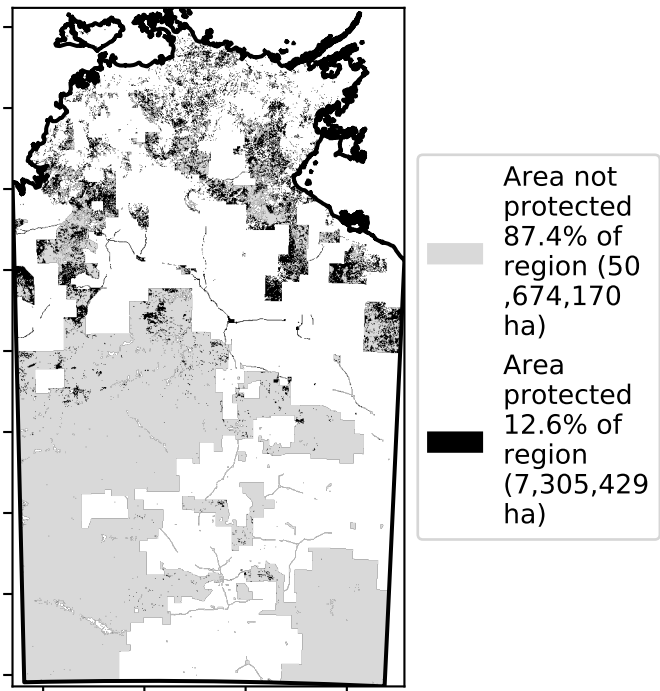 Area not
protected
87.4% of
region (50
,674,170
ha)
Area
protected
12.6% of
region
(7,305,429
ha)